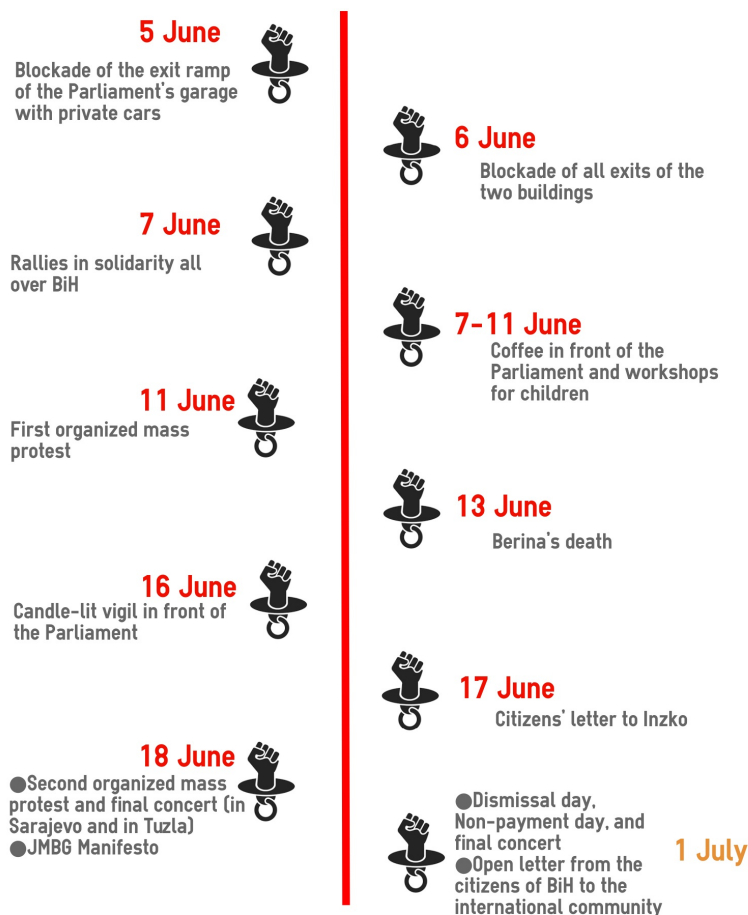 5 June
Blockade of the exit ramp
of the Parliament's garage
with private cars
6 June
Blockade of all exits of the
two buildings
7 June
Rallies in solidarity all
over BiH
7-11 June
Coffee in front of the
Parliament and workshops
for children
11 June
First organized mass
protest
13 June
Berina's death
16 June
Candle-lit vigil in front of
the Parliament
17 June
Citizens' letter to Inzko
18 June
●Second organized mass
protest and final concert (in
Sarajevo and in Tuzla)
●JMBG Manifesto
1 July
●Dismissal day,
Non-payment day, and
final concert
●Open letter from the
citizens of BiH to the
international community